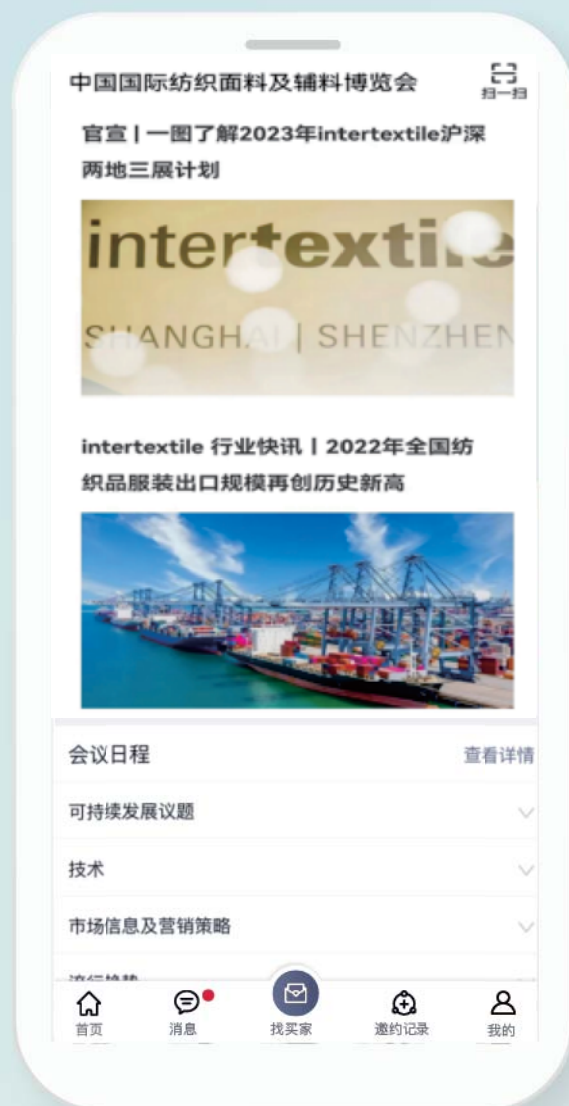 中国国际纺织面料及辅料博览会
扫一扫
官宣 | 一图了解2023年intertextile沪深
两地三展计划
intertextile
SHANGHAI | SHENZHEN
intertextile 行业快讯丨2022年全国纺
织品服装出口规模再创历史新高
会议日程
查看详情
可持续发展议题
技术
市场信息及营销策略
首页
消息
找买家
邀约记录
我的